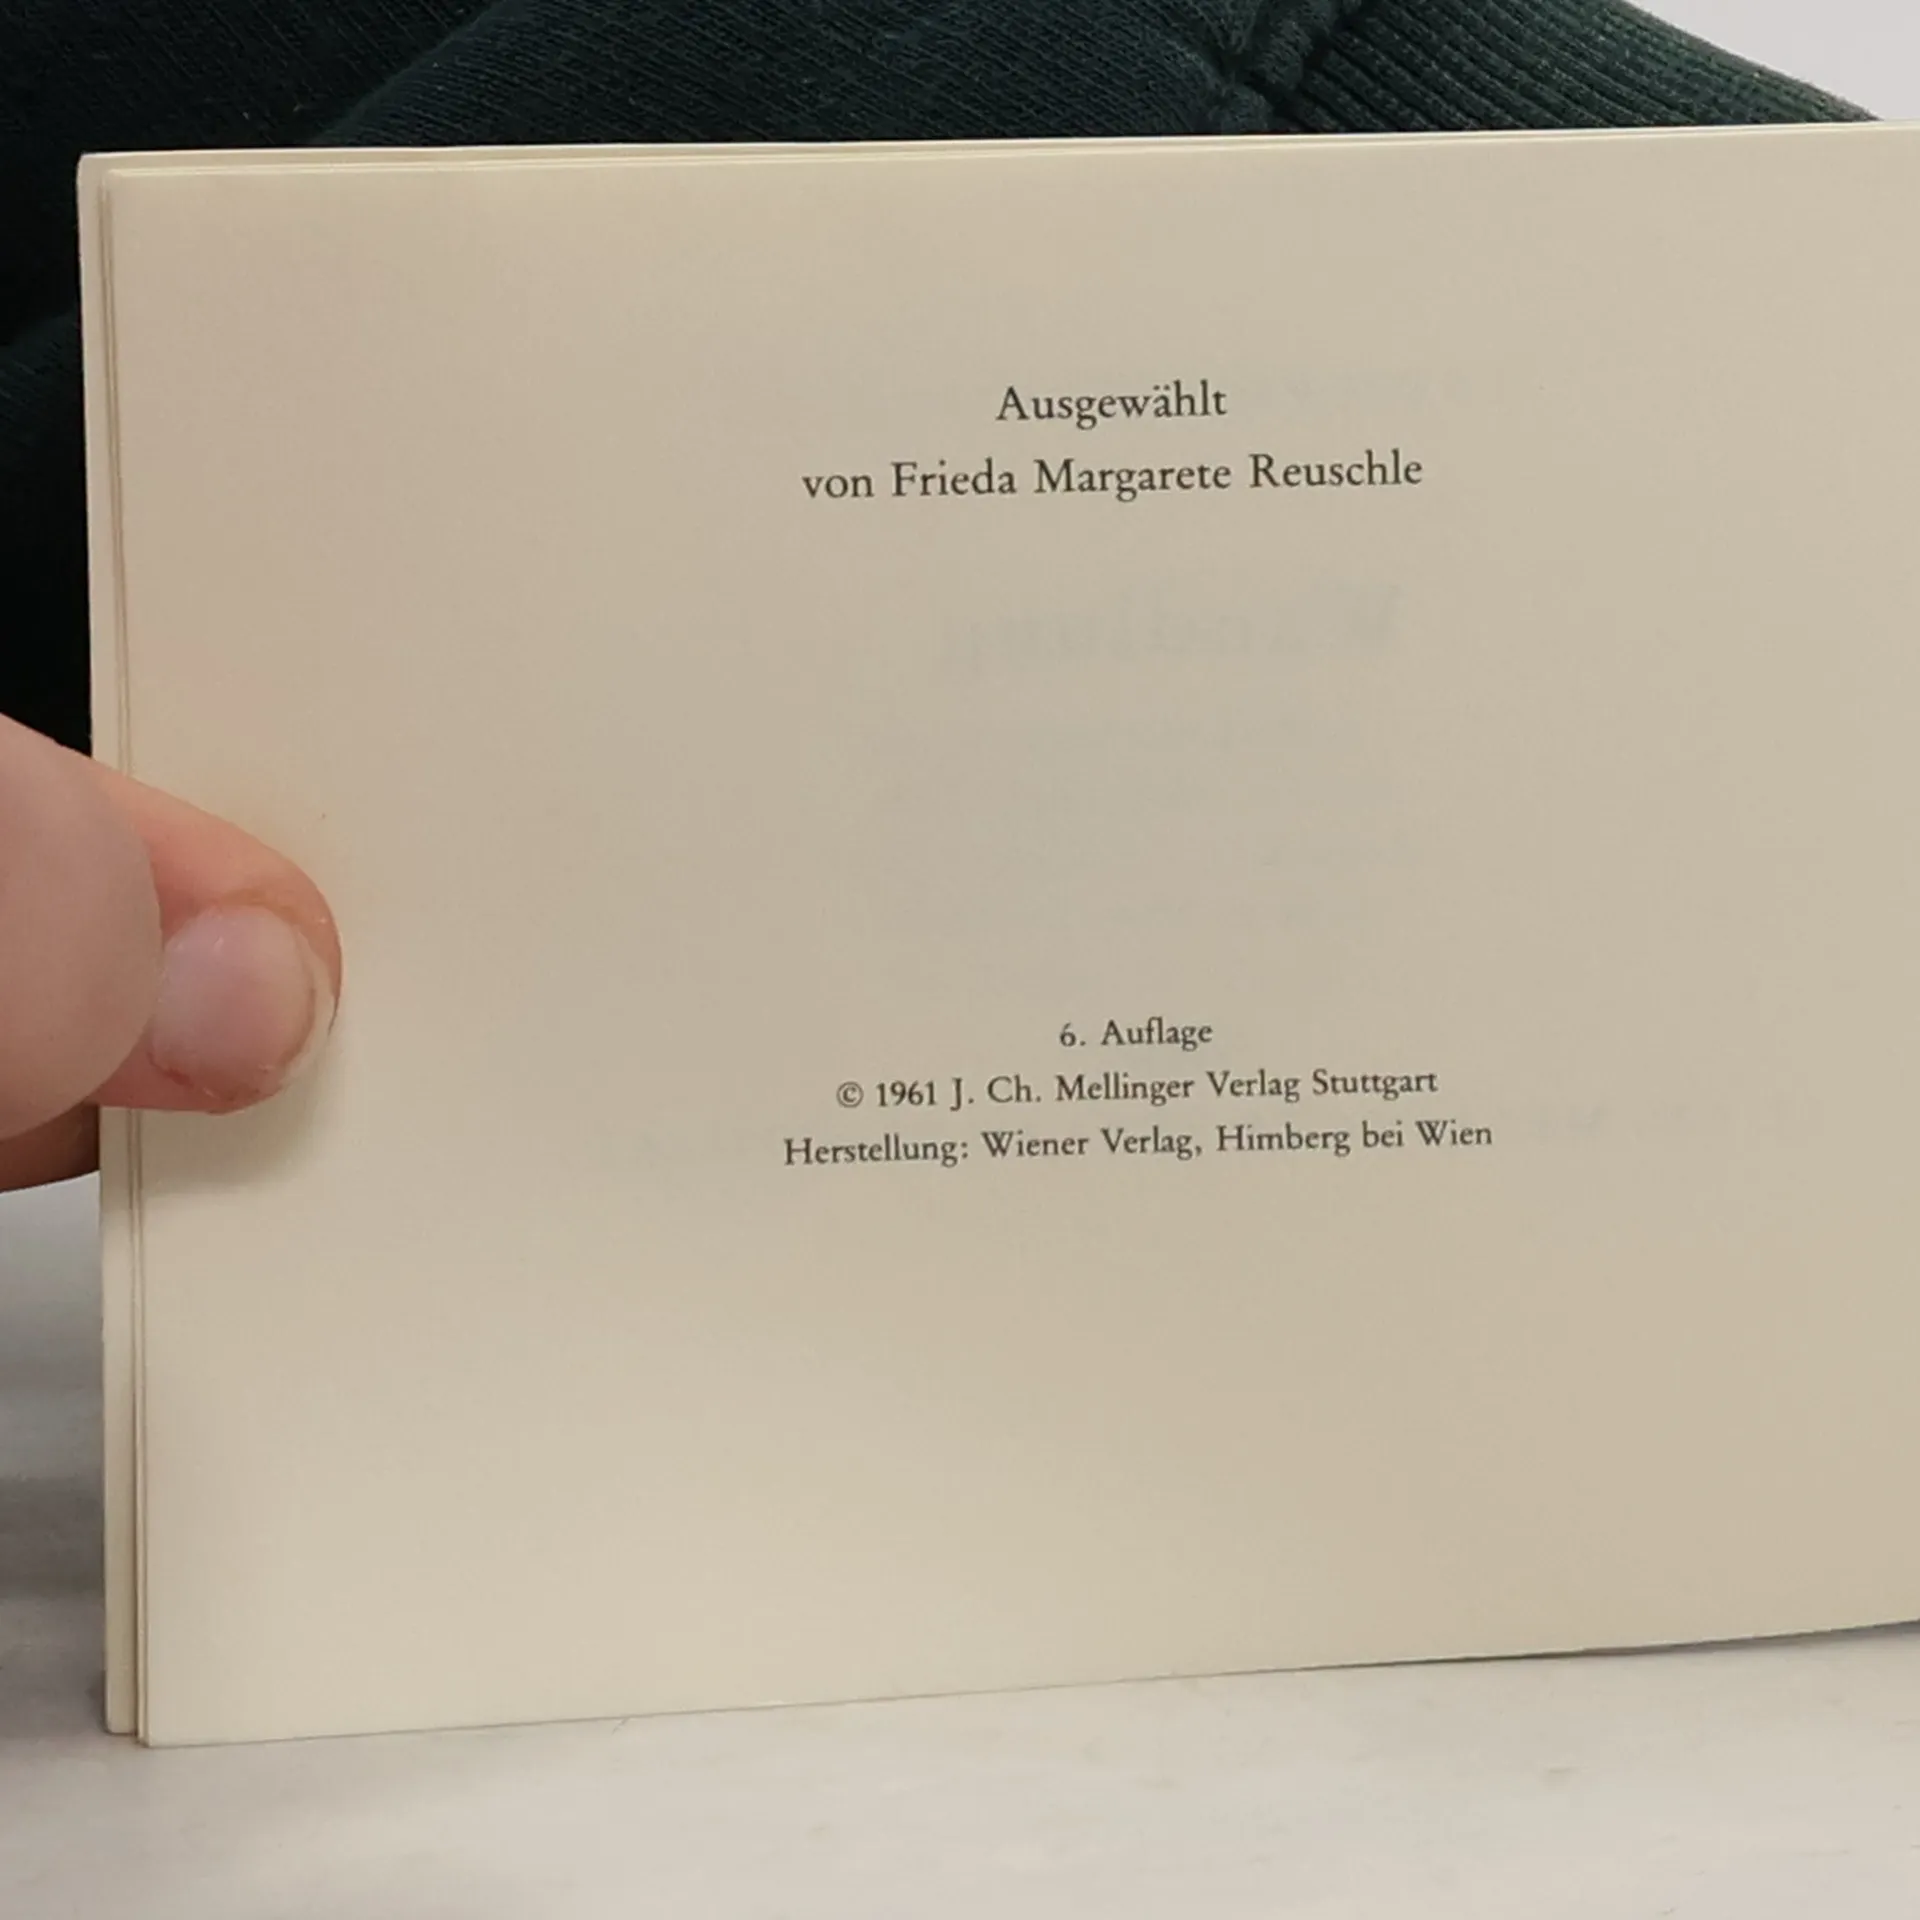 Ausgewählt
von Frieda Margarete Reuschle
6. Auflage
© 1961 J. Ch. Mellinger Verlag Stuttgart
Herstellung: Wiener Verlag, Himberg bei Wien